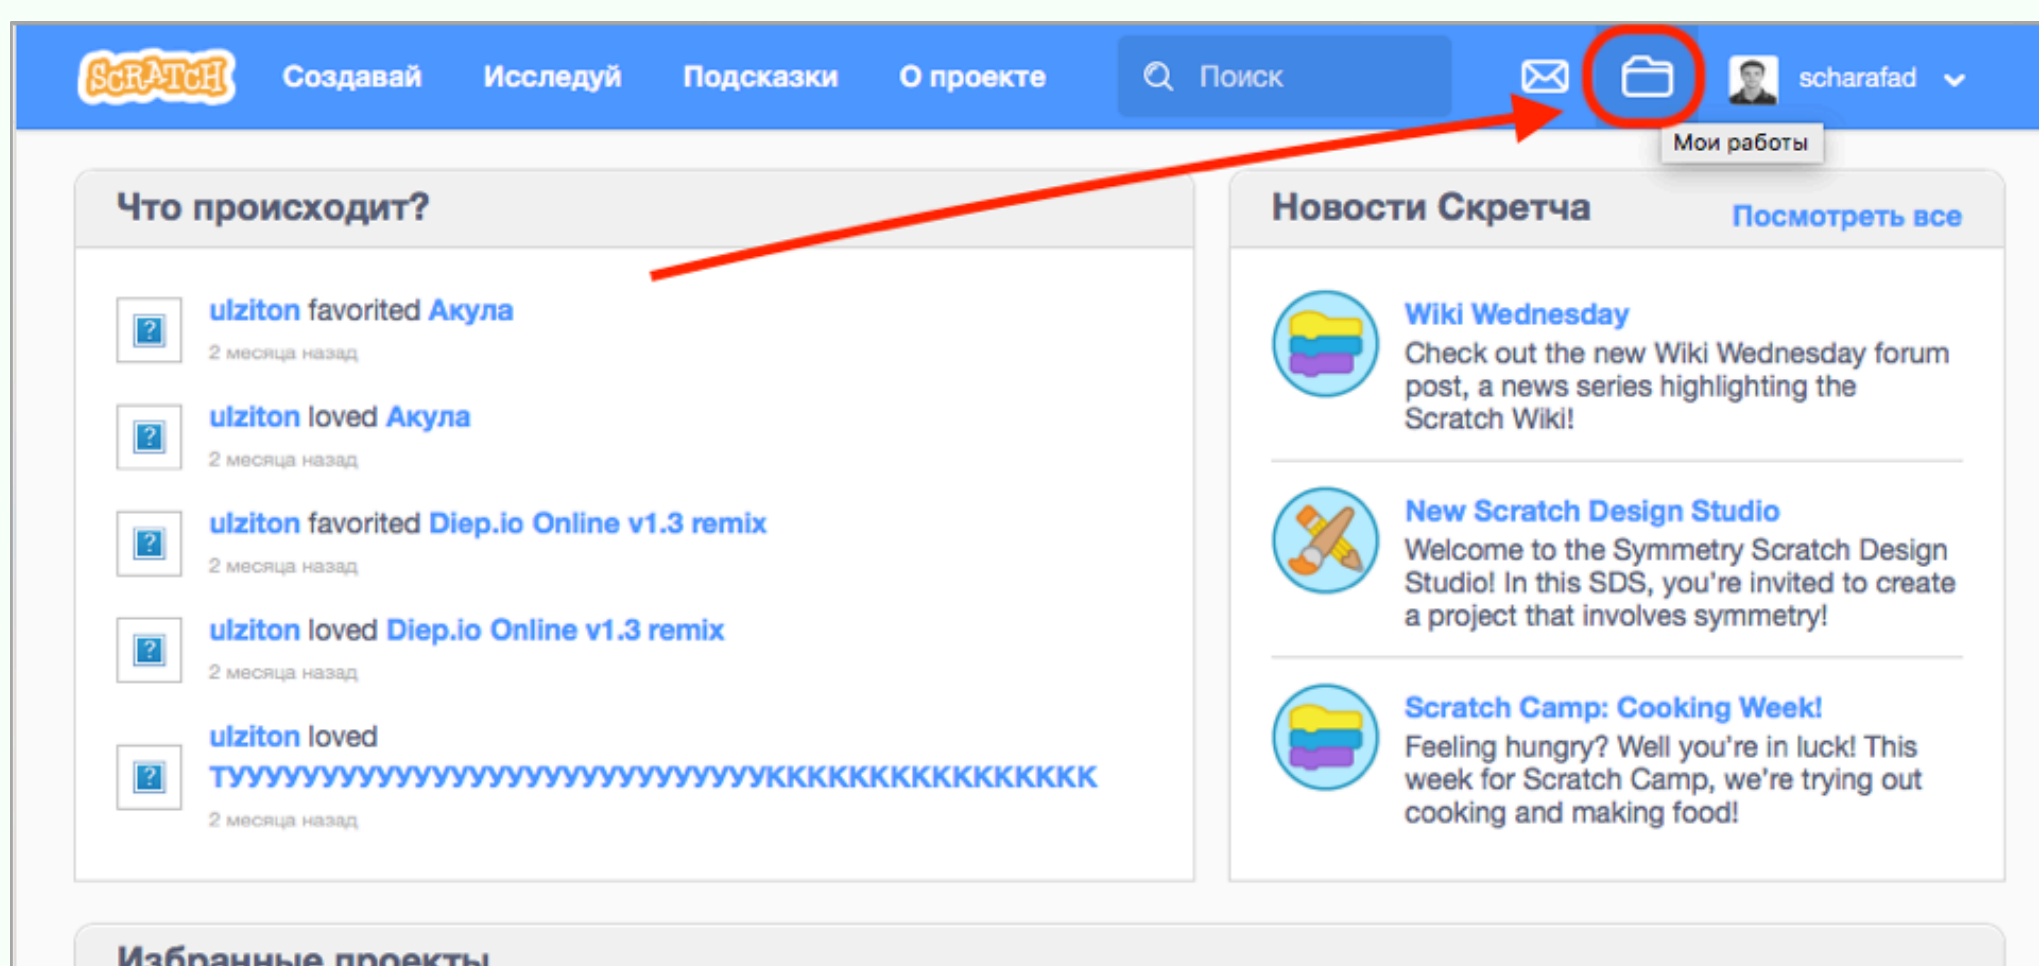 SCRATCH Создавай Исследуй Подсказки О проекте Поиск scharafad
Мои работы
Что происходит?
ulziton favorited Акула
2 месяца назад
ulziton loved Акула
2 месяца назад
ulziton favorited Diep.io Online v1.3 remix
2 месяца назад
ulziton loved Diep.io Online v1.3 remix
2 месяца назад
ulziton loved
ТУУУУУУУУУУУУУУУУУУУУУУУУУУУУУККККККККККККККККК
2 месяца назад
Новости Скретча Посмотреть все
Wiki Wednesday
Check out the new Wiki Wednesday forum
post, a news series highlighting the
Scratch Wiki!
New Scratch Design Studio
Welcome to the Symmetry Scratch Design
Studio! In this SDS, you're invited to create
a project that involves symmetry!
Scratch Camp: Cooking Week!
Feeling hungry? Well you're in luck! This
week for Scratch Camp, we're trying out
cooking and making food!
Избранные проекты